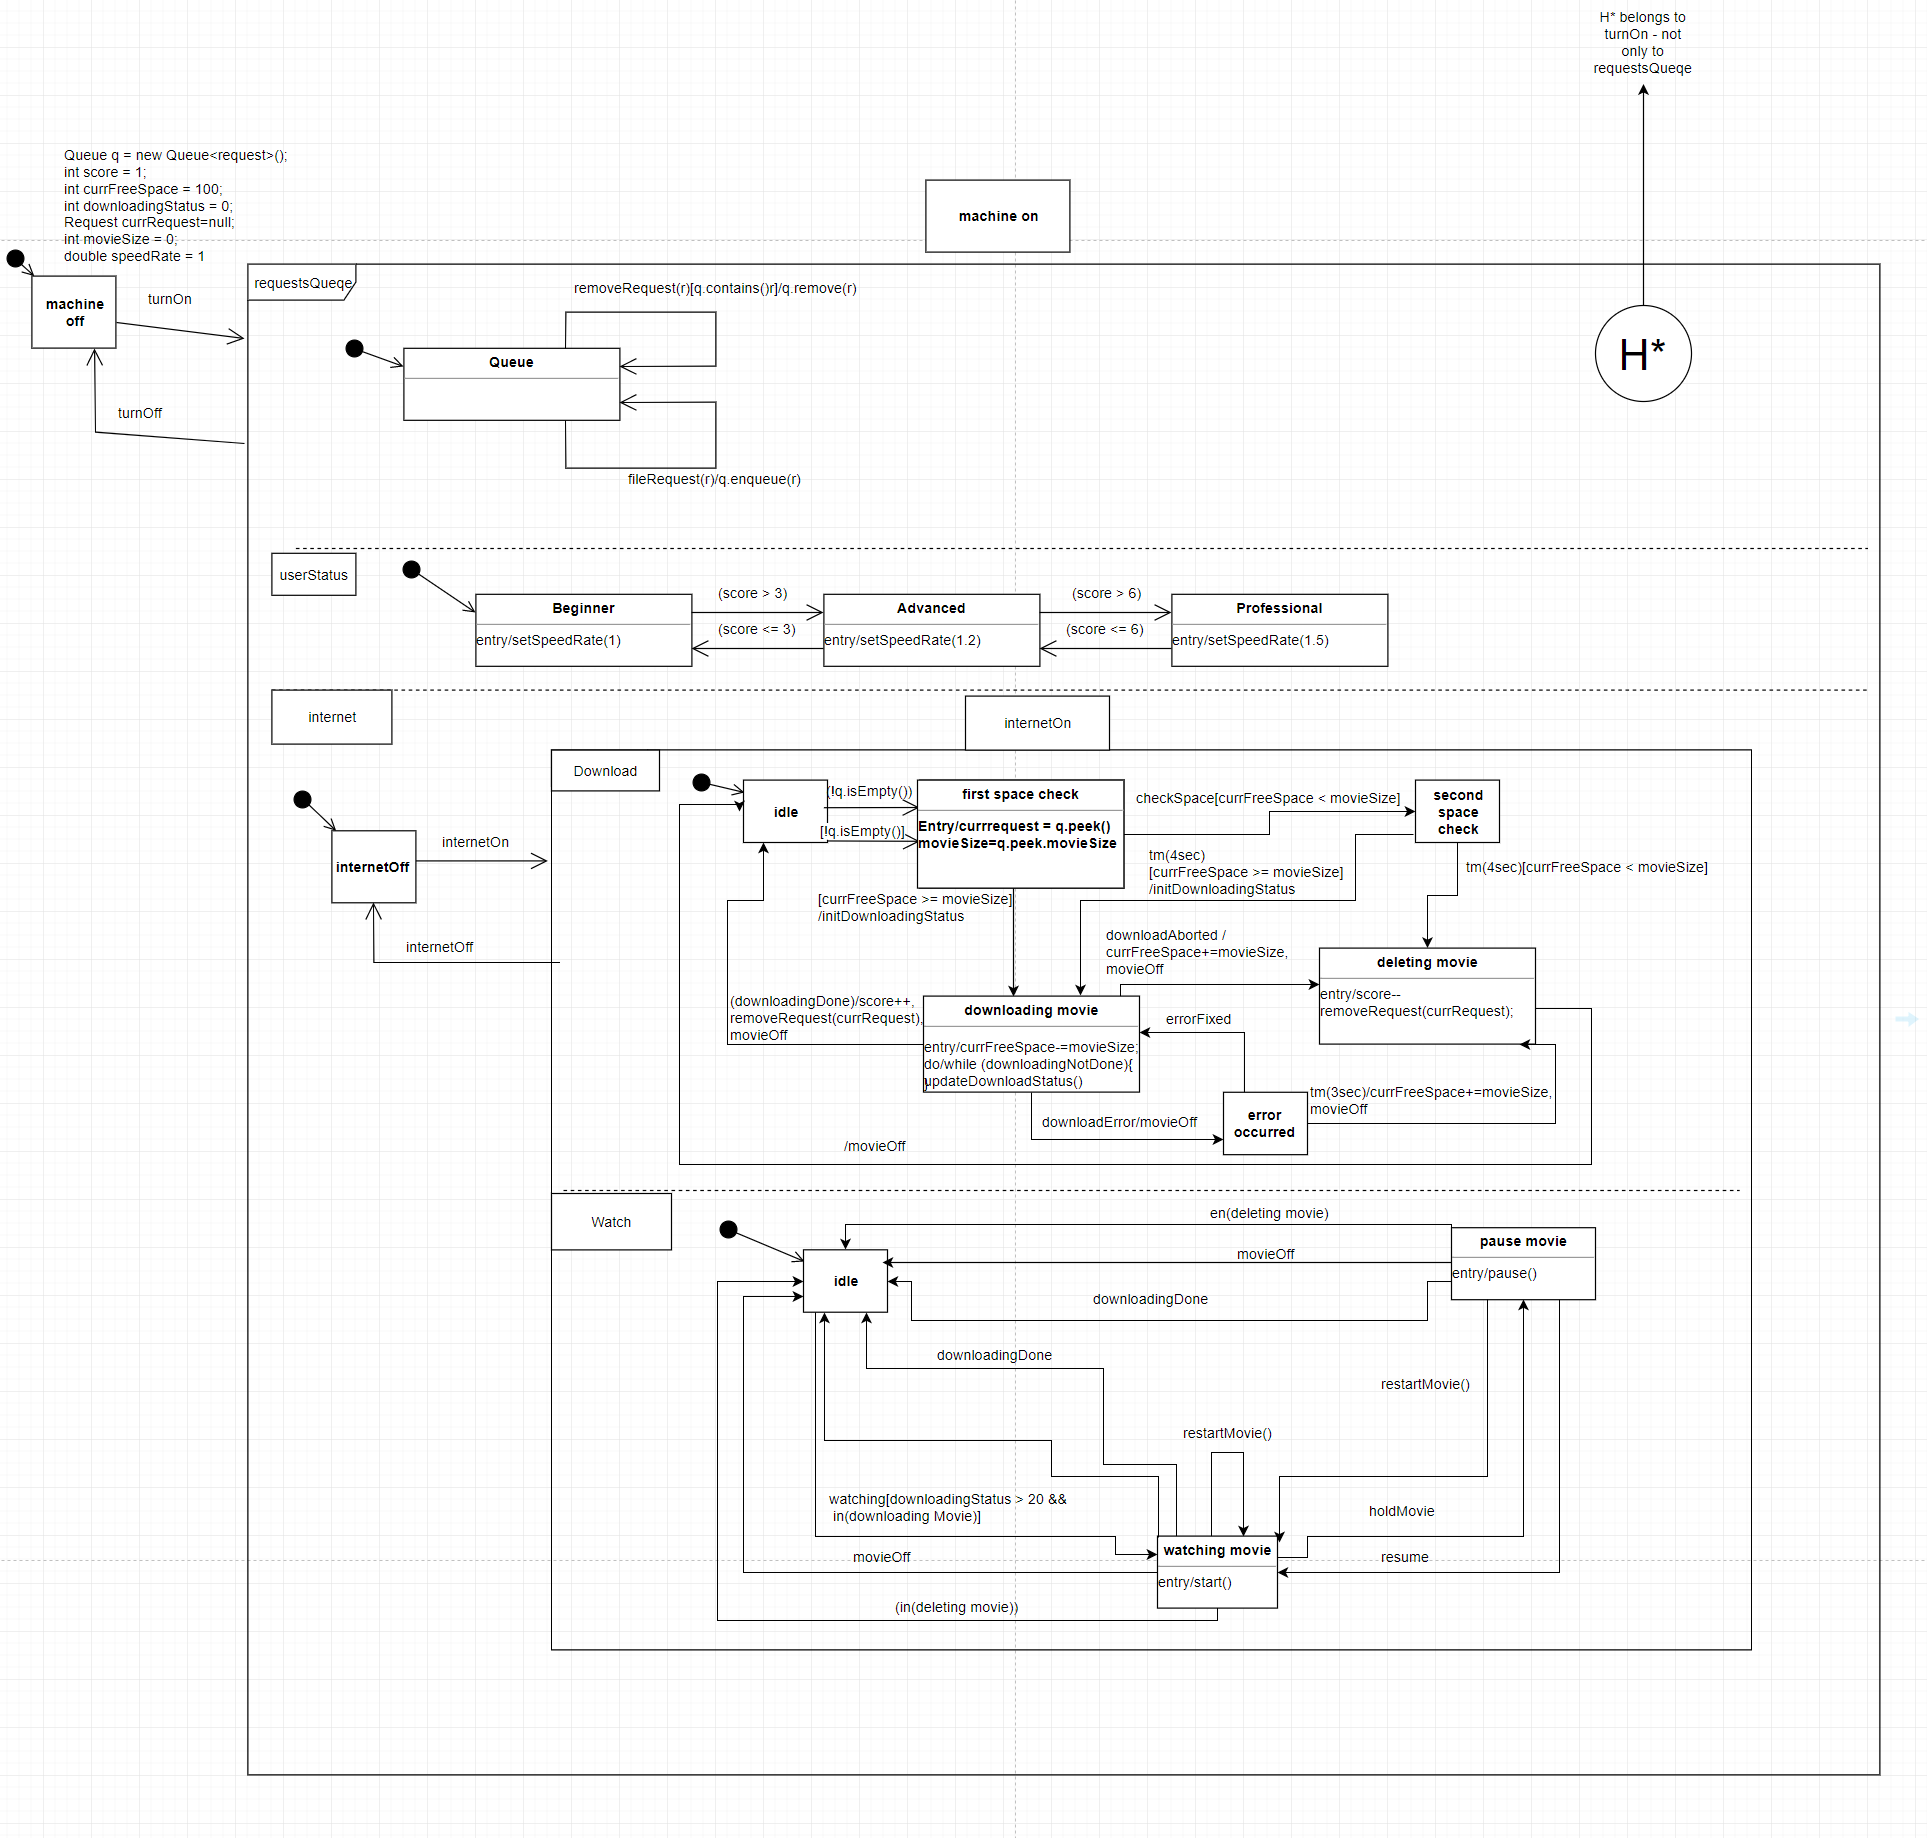 H* belongs to
turnOn - not
only to
requestsQueqe
Queue q = new Queue<request>();
int score = 1;
int currFreeSpace = 100;
int downloadingStatus = 0;
Request currRequest=null;
int movieSize = 0;
double speedRate = 1
machine on
machine
off
turnOn
turnOff
requestsQueqe
removeRequest(r)[q.contains()r]/q.remove(r)
Queue
fileRequest(r)/q.enqueue(r)
H*
userStatus
Beginner
entry/setSpeedRate(1)
(score > 3)
(score <= 3)
Advanced
entry/setSpeedRate(1.2)
(score > 6)
(score <= 6)
Professional
entry/setSpeedRate(1.5)
internet
internetOn
internetOff
internetOn
internetOff
Download
idle
(!q.isEmpty())
[!q.isEmpty()]
first space check
Entry/currrequest = q.peek()
movieSize=q.peek.movieSize
checkSpace[currFreeSpace < movieSize]
second
space
check
tm(4sec)
[currFreeSpace >= movieSize]
/initDownloadingStatus
tm(4sec)[currFreeSpace < movieSize]
[currFreeSpace >= movieSize]
/initDownloadingStatus
downloadAborted /
currFreeSpace+=movieSize,
movieOff
deleting movie
entry/score--
removeRequest(currRequest);
(downloadingDone)/score++,
removeRequest(currRequest),
movieOff
downloading movie
entry/currFreeSpace-=movieSize;
do/while (downloadingNotDone){
updateDownloadStatus()
}
errorFixed
error
occurred
tm(3sec)/currFreeSpace+=movieSize,
movieOff
downloadError/movieOff
/movieOff
Watch
idle
en(deleting movie)
movieOff
downloadingDone
pause movie
entry/pause()
downloadingDone
restartMovie()
restartMovie()
watching[downloadingStatus > 20 &&
in(downloading Movie)]
holdMovie
watching movie
entry/start()
movieOff
resume
(in(deleting movie))